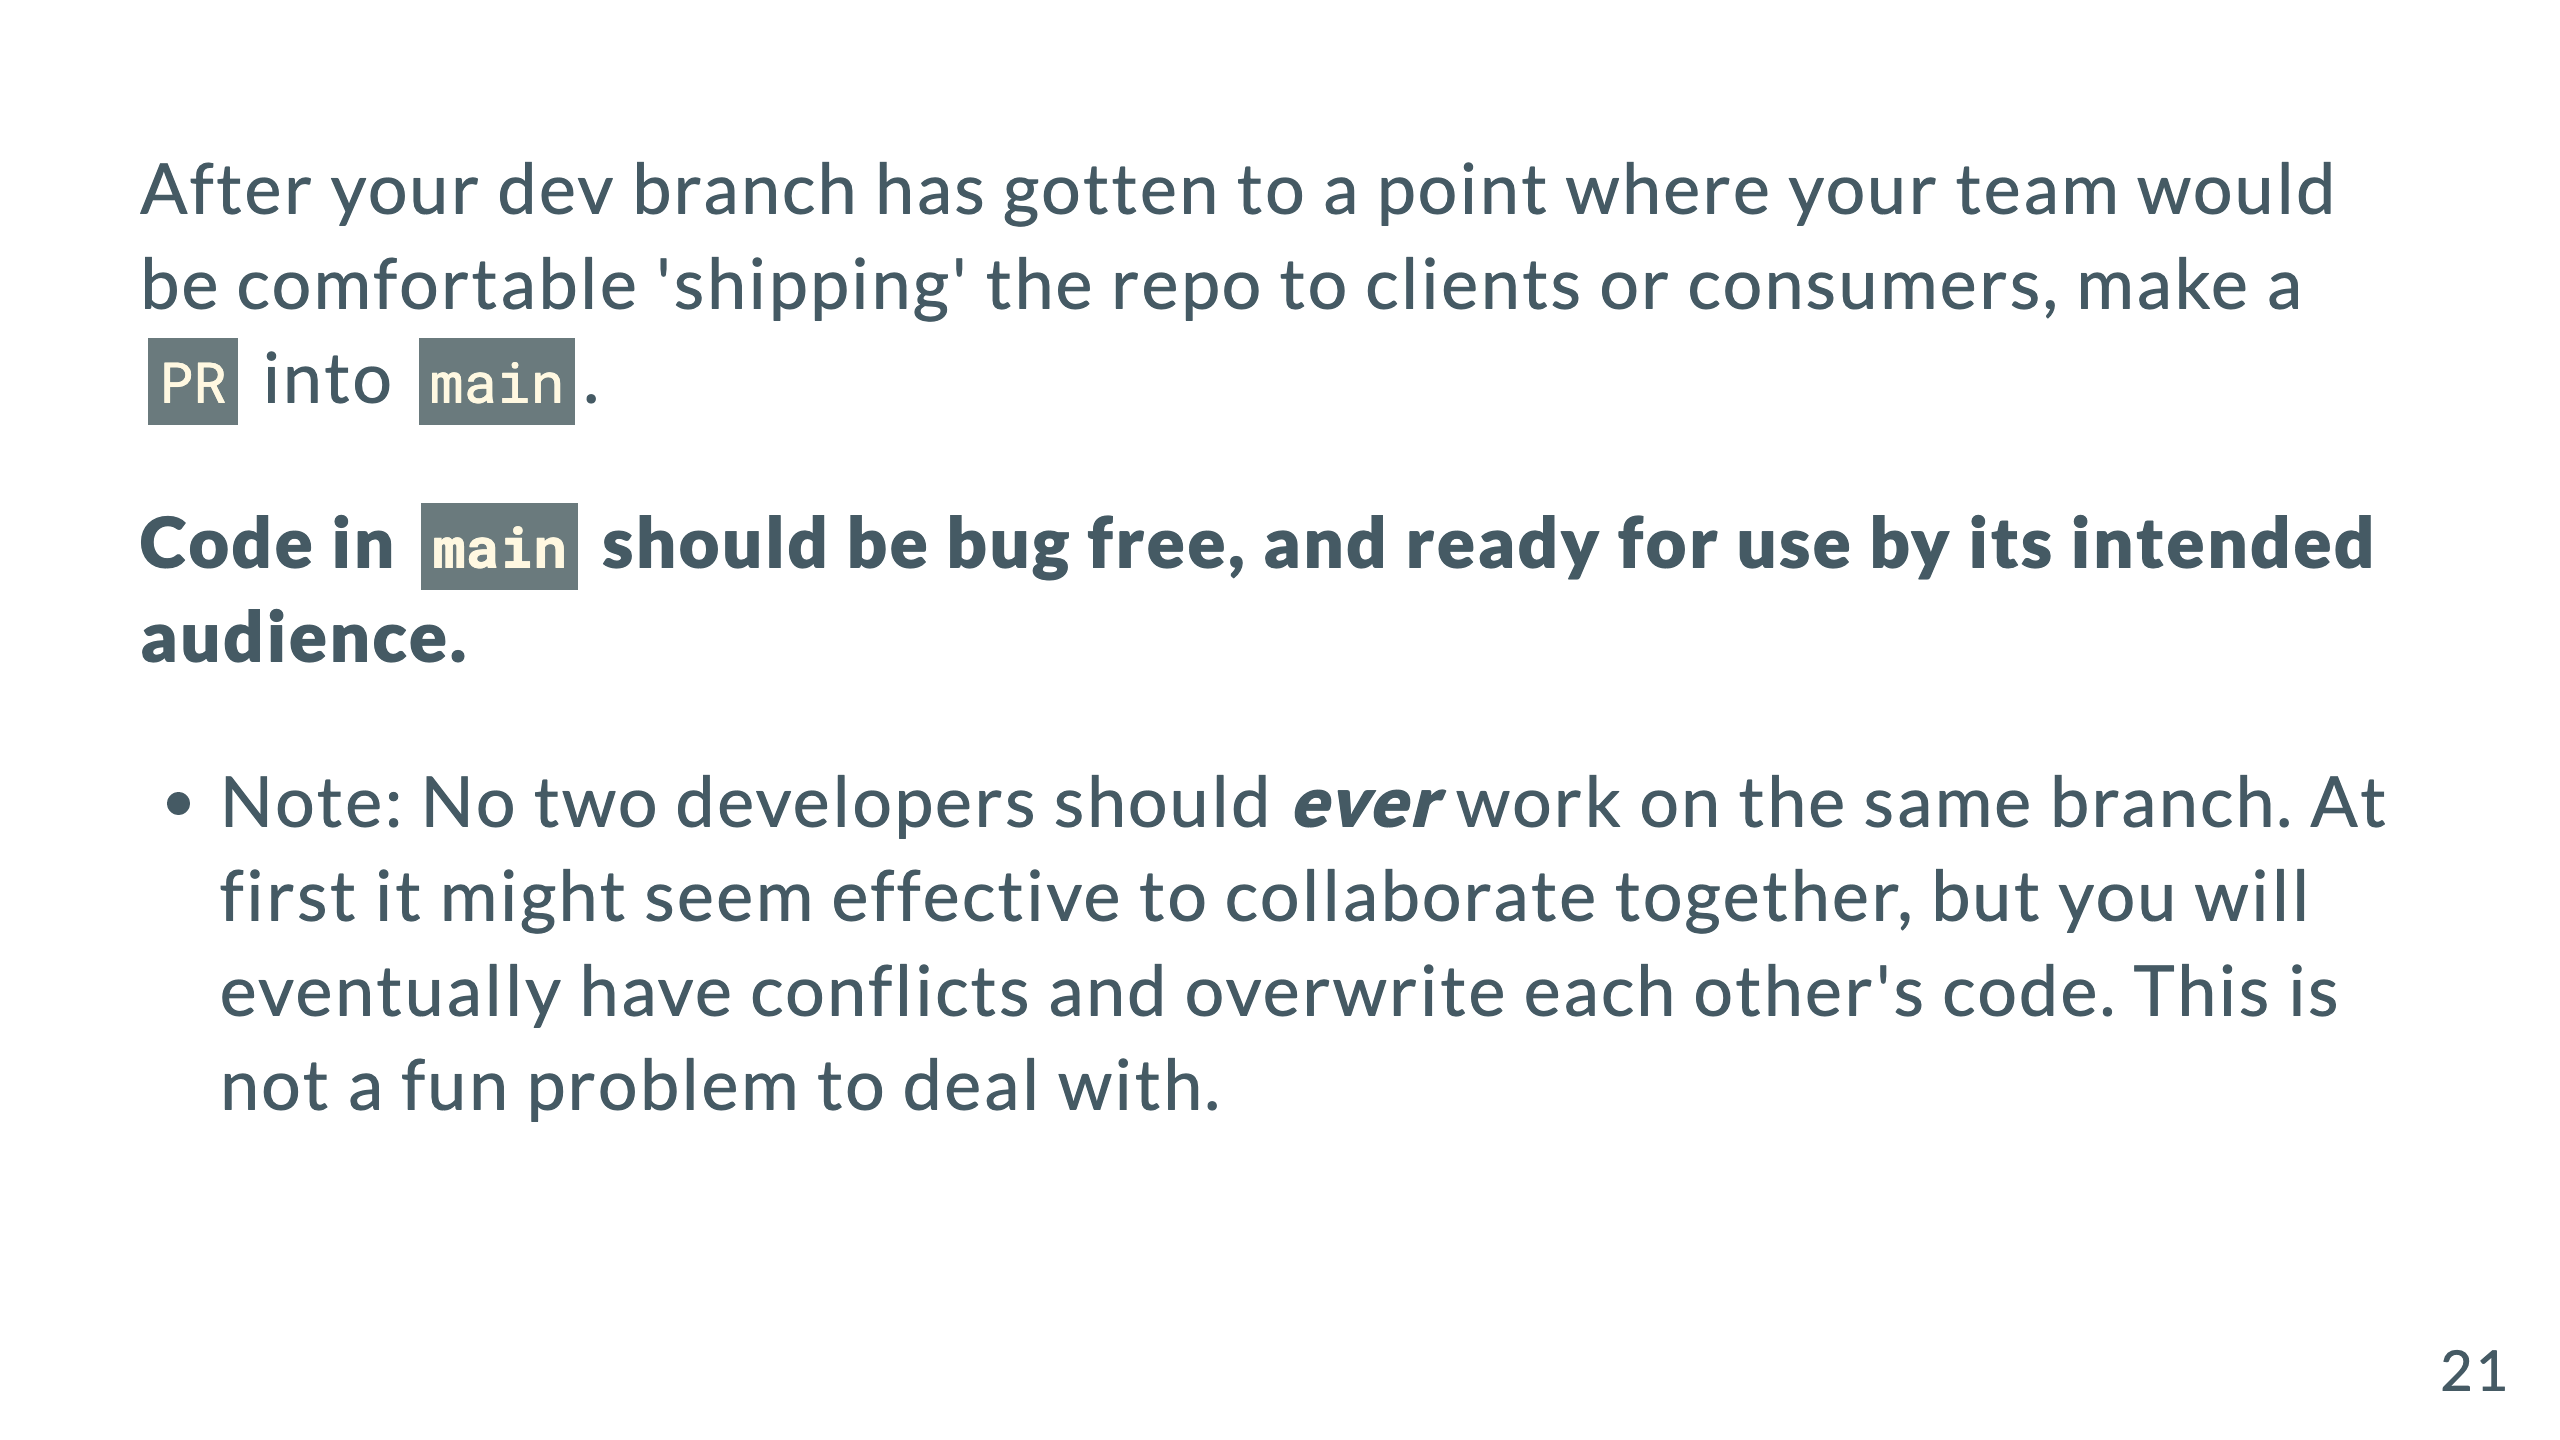 After your dev branch has gotten to a point where your team would
be comfortable 'shipping' the repo to clients or consumers, make a
PR into main.
Code in main should be bug free, and ready for use by its intended
audience.
• Note: No two developers should ever work on the same branch. At
first it might seem effective to collaborate together, but you will
eventually have conflicts and overwrite each other's code. This is
not a fun problem to deal with.
21